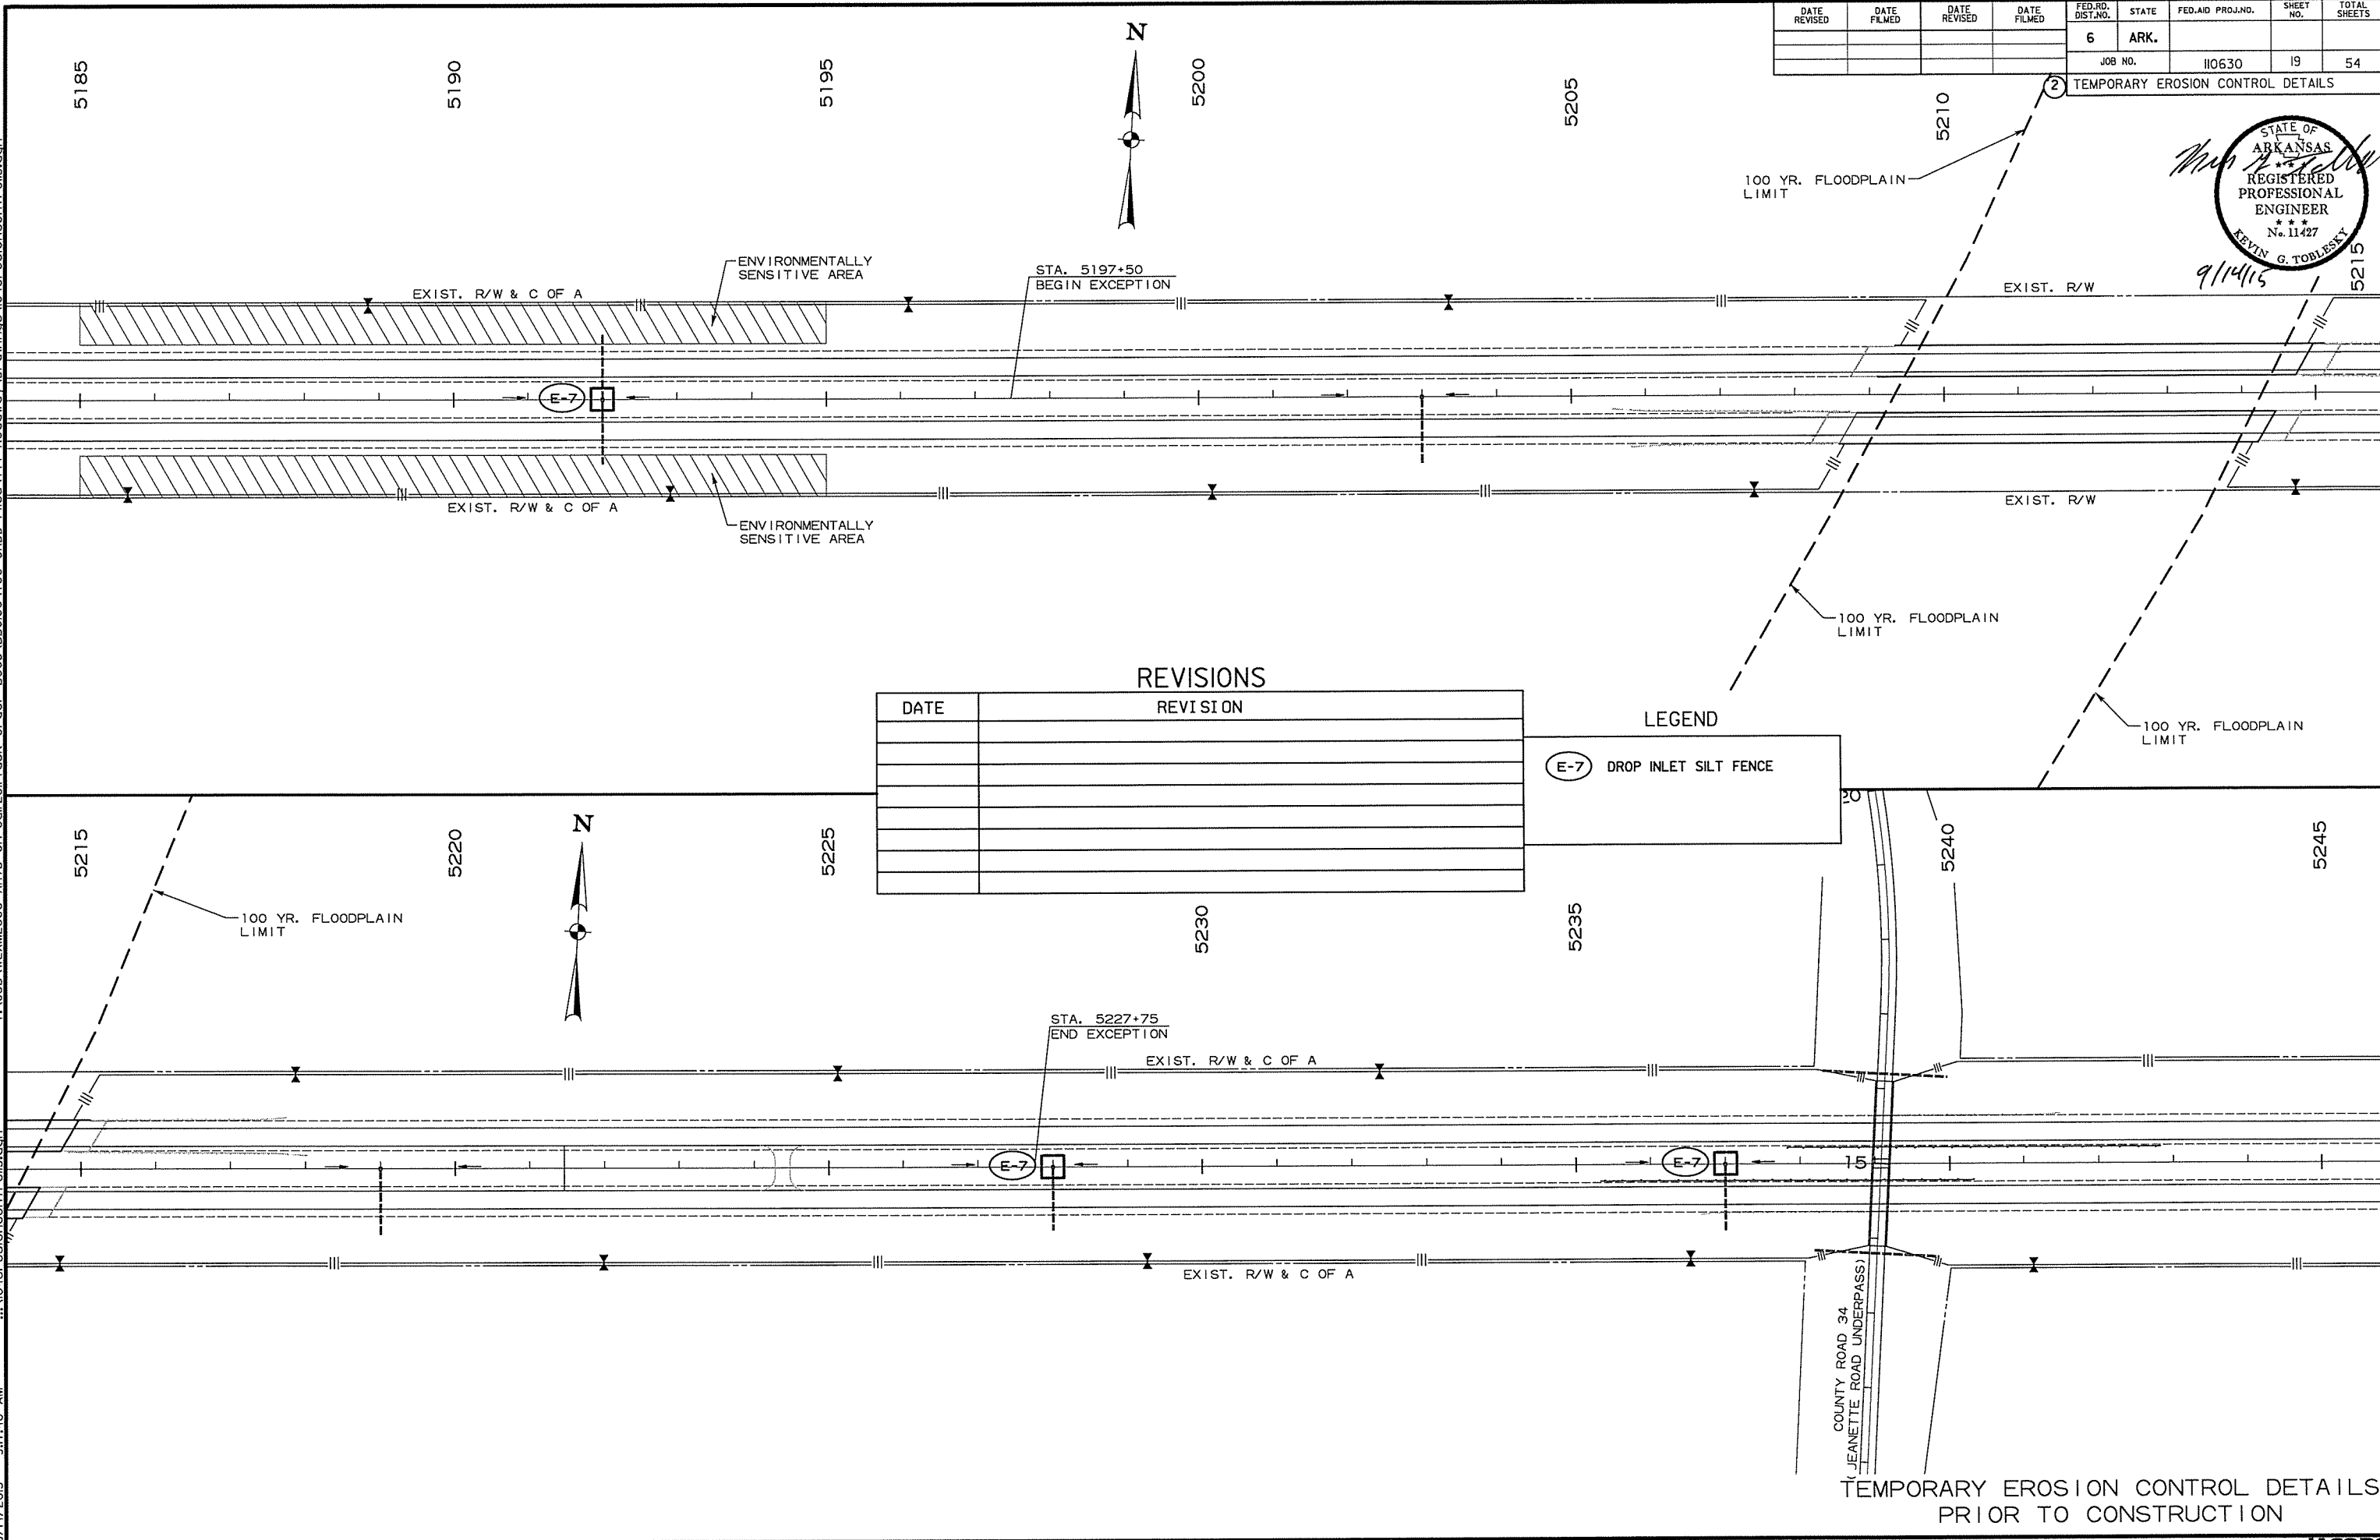 DATE REVISED
DATE FILMED
DATE REVISED
DATE FILMED
FED.RD. DIST.NO.
STATE
FED.AID PROJ.NO.
SHEET NO.
TOTAL SHEETS
6
ARK.
JOB NO.
110630
19
54
2
TEMPORARY EROSION CONTROL DETAILS
N
5185
5190
5195
5200
5205
5210
5215
STATE OF
ARKANSAS
* * *
REGISTERED
PROFESSIONAL
ENGINEER
* * *
No. 11427
KEVIN G. TOBLESKY
9/14/15
100 YR. FLOODPLAIN
LIMIT
ENVIRONMENTALLY
SENSITIVE AREA
STA. 5197+50
BEGIN EXCEPTION
EXIST. R/W & C OF A
EXIST. R/W
E-7
EXIST. R/W & C OF A
EXIST. R/W
ENVIRONMENTALLY
SENSITIVE AREA
100 YR. FLOODPLAIN
LIMIT
100 YR. FLOODPLAIN
LIMIT
REVISIONS
DATE
REVISION
LEGEND
E-7
DROP INLET SILT FENCE
20
5215
5220
N
5225
5230
5235
5240
5245
100 YR. FLOODPLAIN
LIMIT
STA. 5227+75
END EXCEPTION
EXIST. R/W & C OF A
E-7
E-7
15
EXIST. R/W & C OF A
COUNTY ROAD 34
( JEANETTE ROAD UNDERPASS)
TEMPORARY EROSION CONTROL DETAILS
PRIOR TO CONSTRUCTION